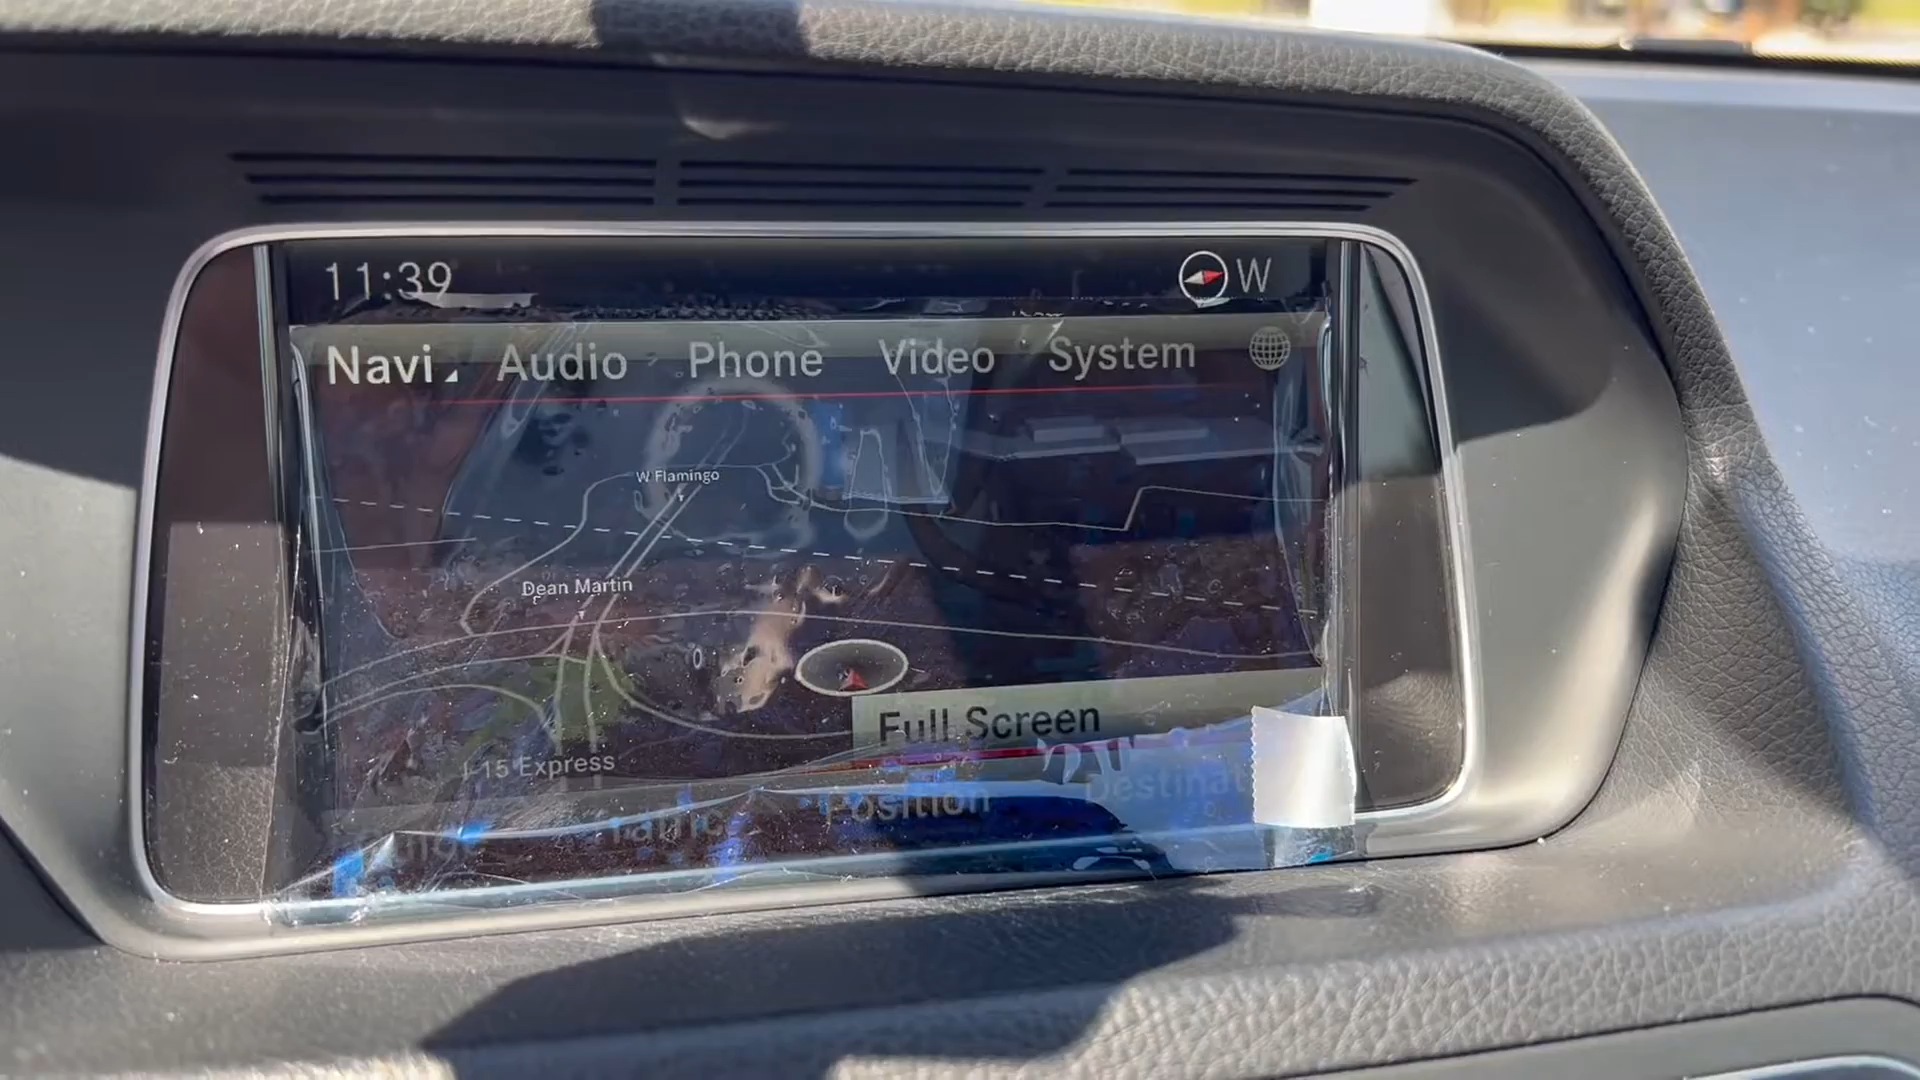 11:39 W
Navi Audio Phone Video System
W Flamingo
Dean Martin
Full Screen
I-15 Express
Position